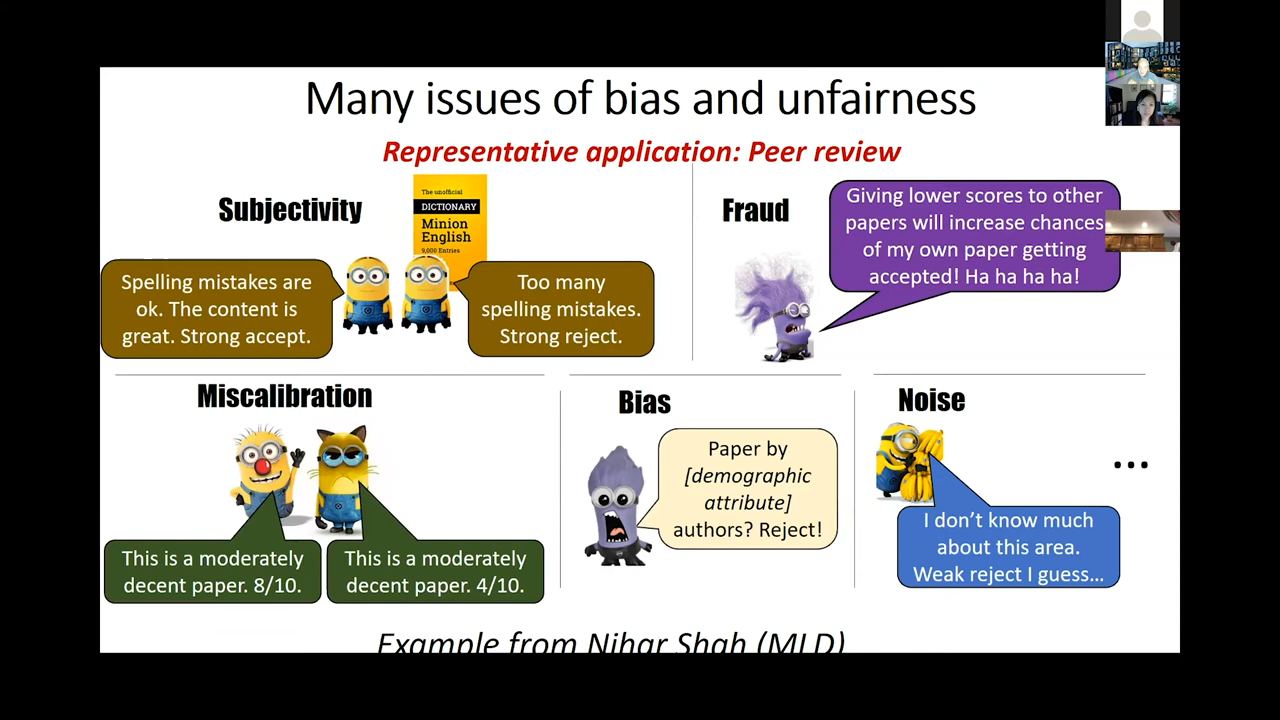 Many issues of bias and unfairness
Representative application: Peer review
Subjectivity
The unofficial
DICTIONARY
Minion
English
9,000 Entries
Spelling mistakes are
ok. The content is
great. Strong accept.
Too many
spelling mistakes.
Strong reject.
Fraud
Giving lower scores to other
papers will increase chances
of my own paper getting
accepted! Ha ha ha ha!
Miscalibration
This is a moderately
decent paper. 8/10.
This is a moderately
decent paper. 4/10.
Bias
Paper by
[demographic
attribute]
authors? Reject!
Noise
I don’t know much
about this area.
Weak reject I guess…
...
Example from Nihar Shah (MLD)